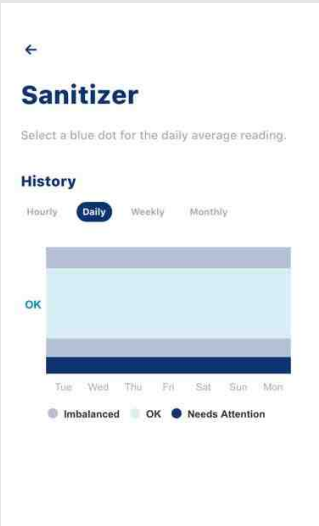 ←
Sanitizer
Select a blue dot for the daily average reading.
History
Hourly Daily Weekly Monthly
OK
Tue Wed Thu Fri Sat Sun Mon
Imbalanced OK Needs Attention